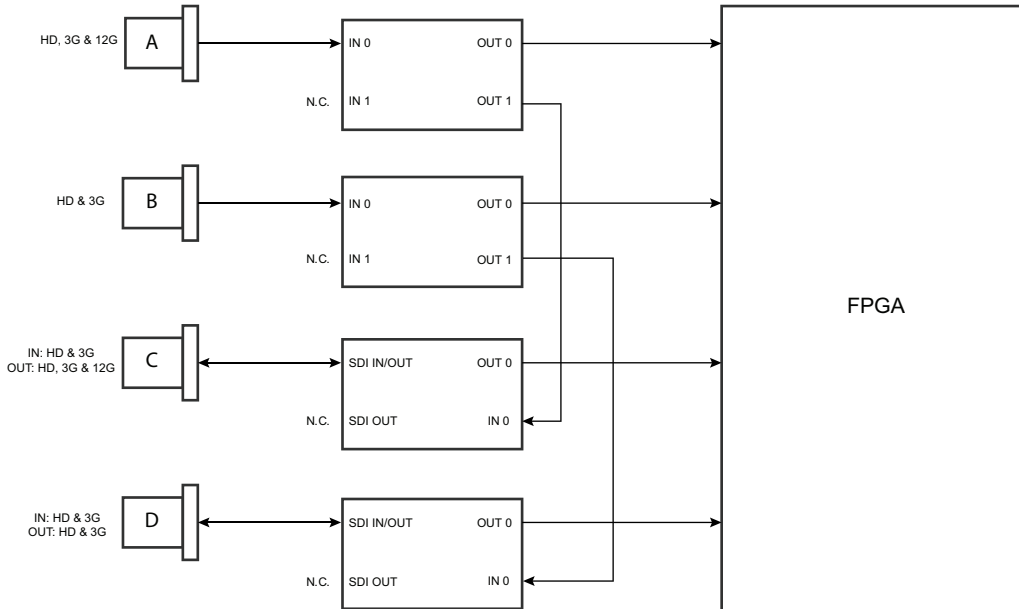 HD, 3G & 12G
A
IN 0
OUT 0
N.C.
IN 1
OUT 1
HD & 3G
B
IN 0
OUT 0
N.C.
IN 1
OUT 1
FPGA
IN: HD & 3G
OUT: HD, 3G & 12G
C
SDI IN/OUT
OUT 0
N.C.
SDI OUT
IN 0
IN: HD & 3G
OUT: HD & 3G
D
SDI IN/OUT
OUT 0
N.C.
SDI OUT
IN 0